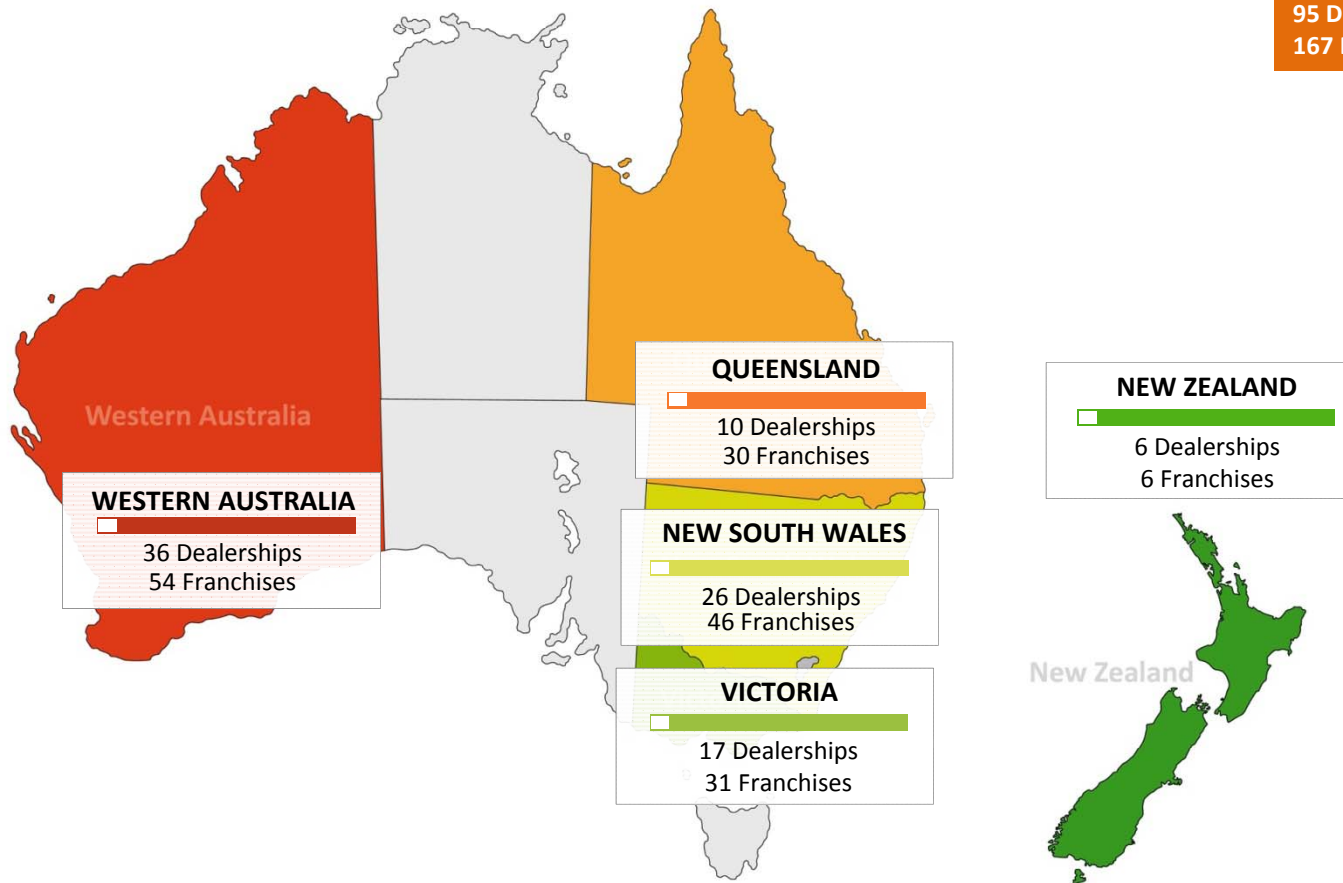 95 D
167
Western Australia
QUEENSLAND
10 Dealerships
30 Franchises
NEW ZEALAND
6 Dealerships
6 Franchises
WESTERN AUSTRALIA
36 Dealerships
54 Franchises
NEW SOUTH WALES
26 Dealerships
46 Franchises
New Zealand
VICTORIA
17 Dealerships
31 Franchises